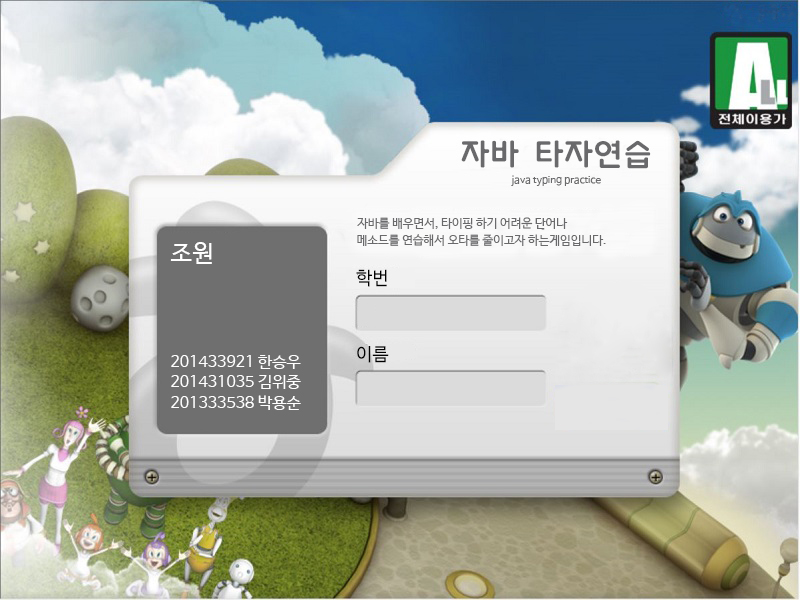 ALL
전체이용가
자바 타자연습
java typing practice
자바를 배우면서, 타이핑 하기 어려운 단어나
메소드를 연습해서 오타를 줄이고자 하는게임입니다.
조원
201433921 한승우
201431035 김위중
201333538 박용순
학번
이름